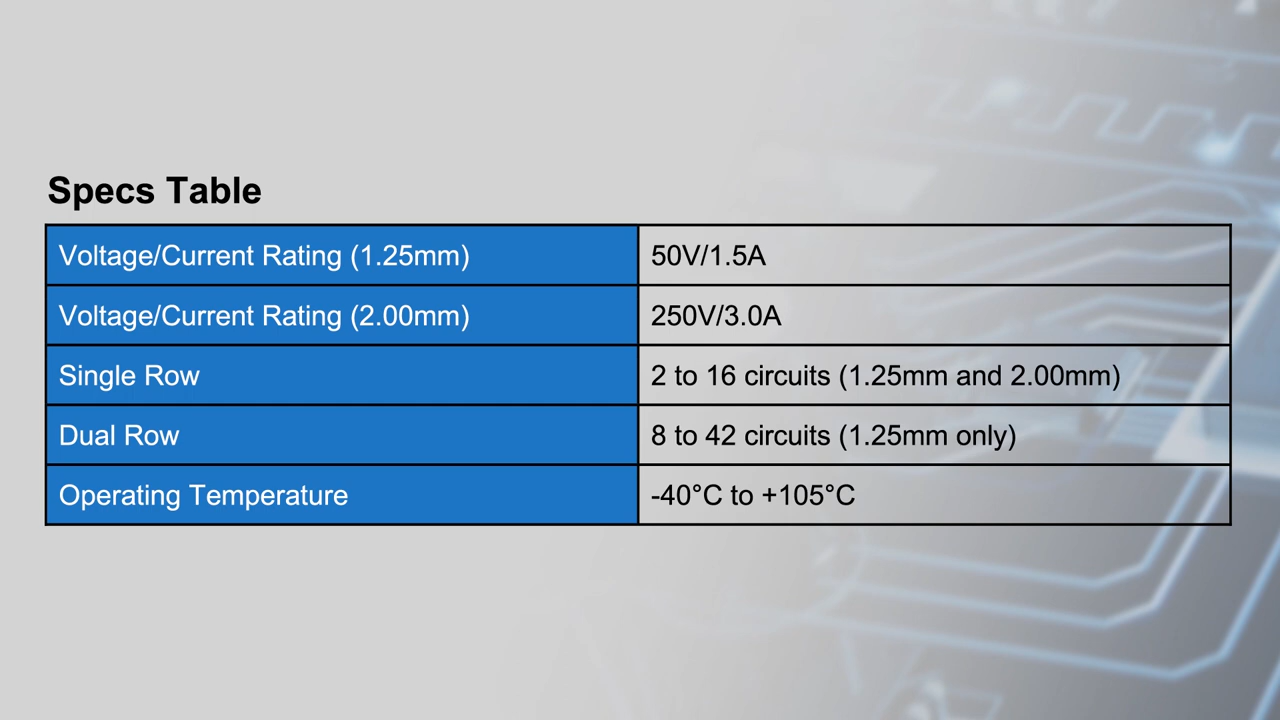 Specs Table
Voltage/Current Rating (1.25mm) 50V/1.5A
Voltage/Current Rating (2.00mm) 250V/3.0A
Single Row 2 to 16 circuits (1.25mm and 2.00mm)
Dual Row 8 to 42 circuits (1.25mm only)
Operating Temperature -40°C to +105°C